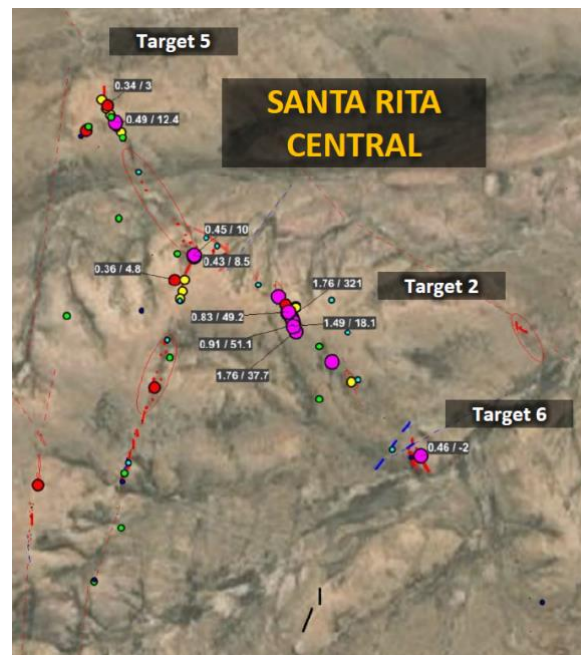 Target 5
0.34 / 3
SANTA RITA
CENTRAL
0.49 / 12.4
0.45 / 10
0.43 / 8.5
0.36 / 4.8
1.76 / 321
Target 2
0.83 / 49.2
1.49 / 18.1
0.91 / 51.1
1.76 / 37.7
Target 6
0.46 / -2